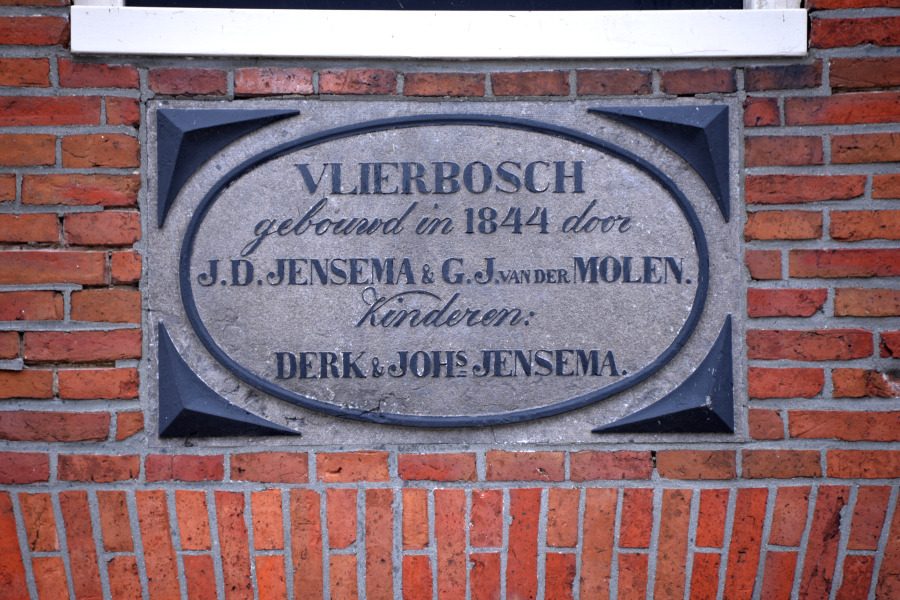 VLIERBOSCH
gebouwd in 1844 door
J.D. JENSEMA & G.J. VAN DER MOLEN.
Kinderen:
DERK & JOHS JENSEMA.